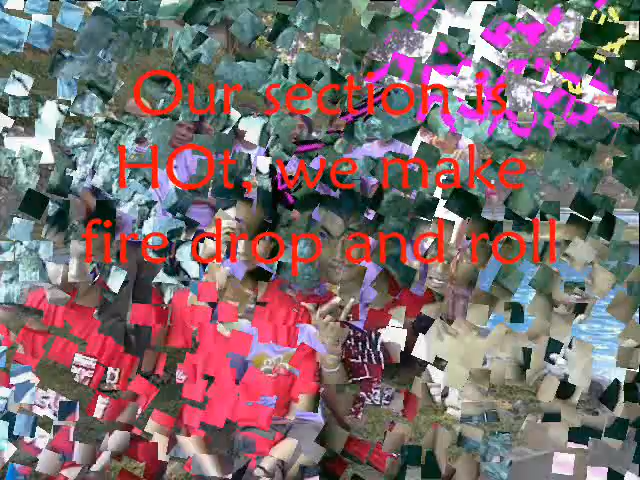 Our section is
HOt, we make
fire drop and roll